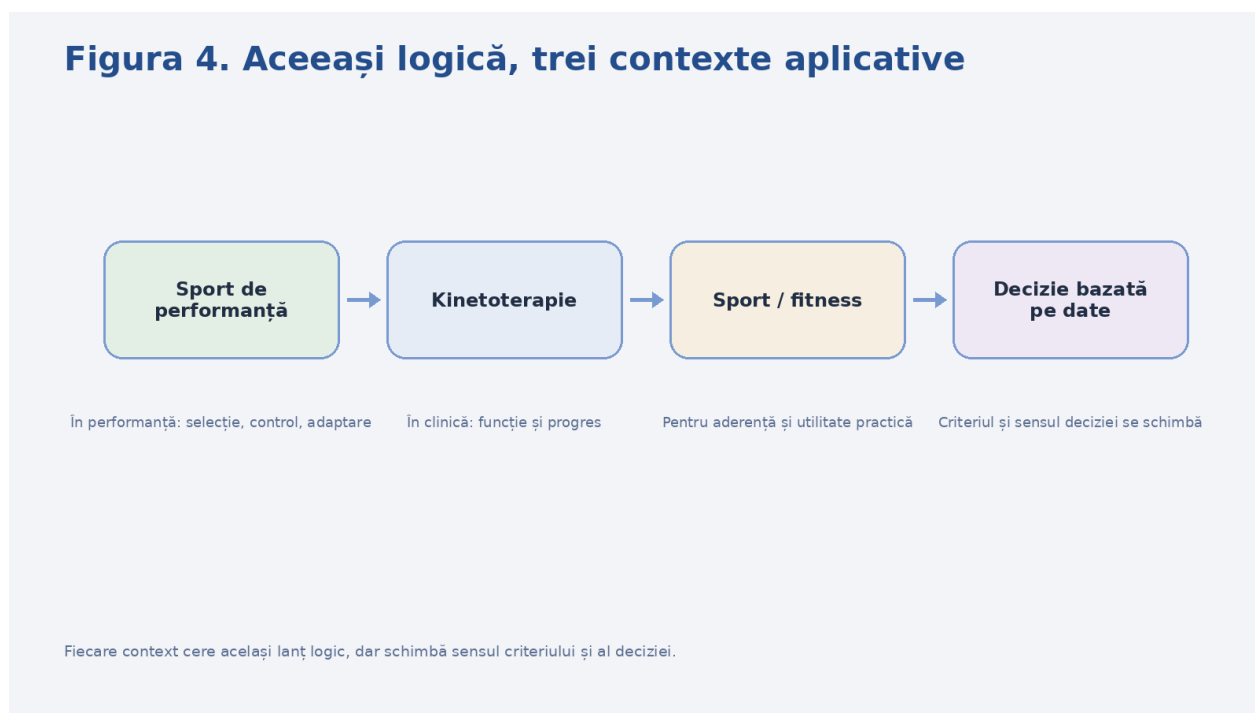 Figura 4. Aceeași logică, trei contexte aplicative
Sport de
performanță
Kinetoterapie
Sport / fitness
Decizie bazată
pe date
În performanță: selecție, control, adaptare
În clinică: funcție și progres
Pentru aderență și utilitate practică
Criteriul și sensul deciziei se schimbă
Fiecare context cere același lanț logic, dar schimbă sensul criteriului și al deciziei.